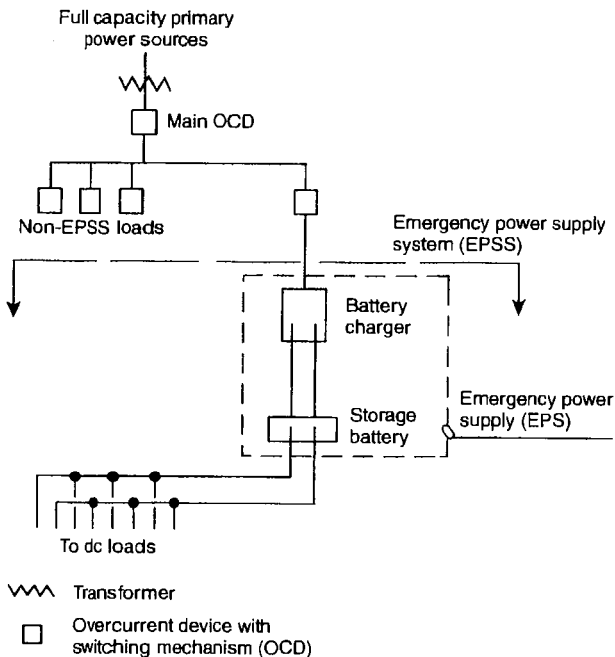 Full capacity primary
power sources
Main OCD
Non-EPSS loads
Emergency power supply
system (EPSS)
Battery
charger
Emergency power
supply (EPS)
Storage
battery
To dc loads
Transformer
Overcurrent device with
switching mechanism (OCD)